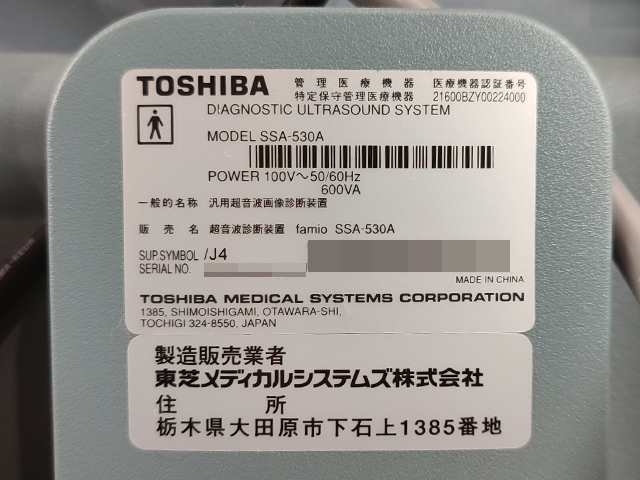 TOSHIBA 管理医療機器 医療機器認証番号
特定保守管理医療機器 21600BZY00224000
DIAGNOSTIC ULTRASOUND SYSTEM
MODEL SSA-530A
POWER 100V～50/60Hz
600VA
一般的名称 汎用超音波画像診断装置
販売名 超音波診断装置 famio SSA-530A
SUP.SYMBOL /J4
SERIAL NO.
MADE IN CHINA
TOSHIBA MEDICAL SYSTEMS CORPORATION
1385, SHIMOISHIGAMI, OTAWARA-SHI,
TOCHIGI 324-8550, JAPAN
製造販売業者
東芝メディカルシステムズ株式会社
住所
栃木県大田原市下石上1385番地